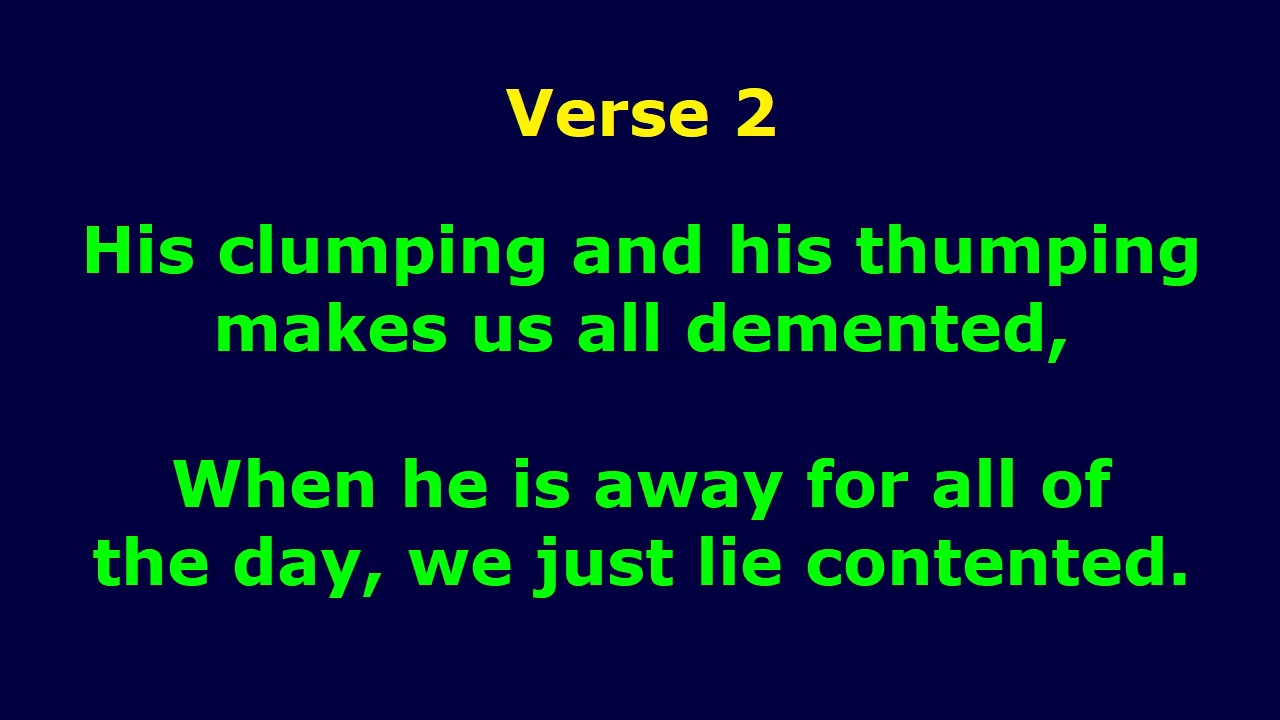 Verse 2
His clumping and his thumping
makes us all demented,
When he is away for all of
the day, we just lie contented.